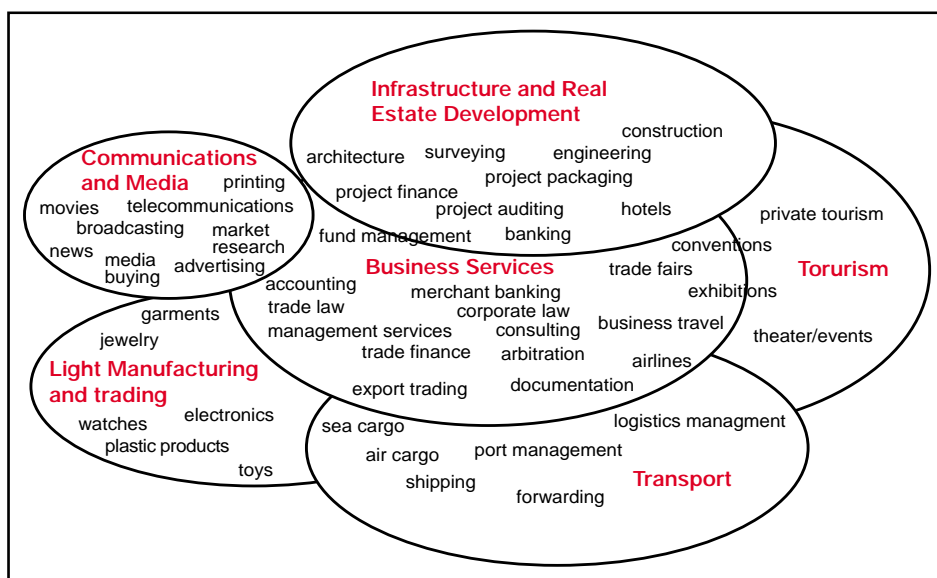 Infrastructure and Real
Estate Development
construction
architecture
surveying
engineering
project packaging
project finance
project auditing
hotels
fund management
banking
Communications
and Media
printing
movies
telecommunications
broadcasting
market
research
news
media
buying
advertising
private tourism
conventions
Torurism
trade fairs
exhibitions
business travel
theater/events
airlines
Business Services
accounting
merchant banking
trade law
corporate law
management services
consulting
trade finance
arbitration
export trading
documentation
garments
jewelry
Light Manufacturing
and trading
electronics
watches
plastic products
toys
sea cargo
logistics managment
air cargo
port management
shipping
Transport
forwarding